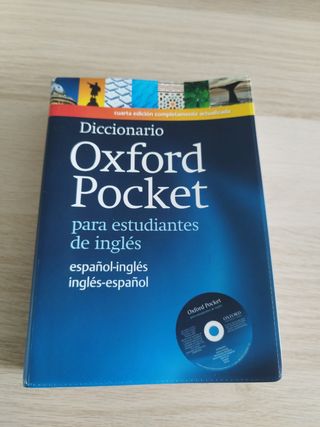 cuarta edición completamente actualizada
Diccionario
Oxford
Pocket
para estudiantes
de inglés
español-inglés
inglés-español
Oxford Pocket
OXFORD